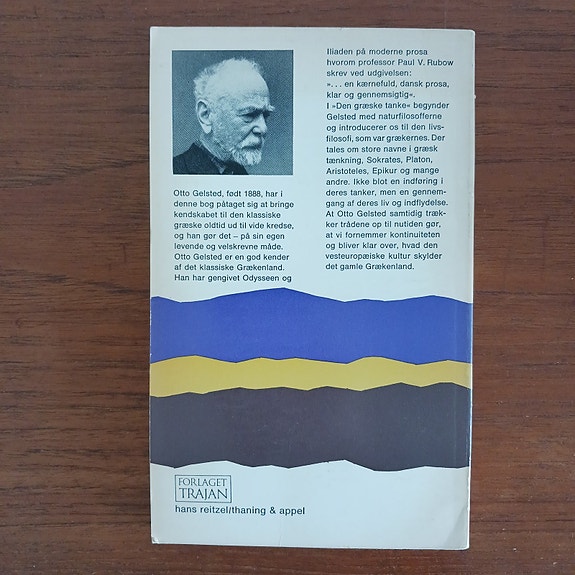 Otto Gelsted, født 1888, har i
denne bog påtaget sig at bringe
kendskabet til den klassiske
græske oldtid ud til vide kredse,
og han gør det – på sin egen
levende og velskrevne måde.
Otto Gelsted er en god kender
af det klassiske Grækenland.
Han har gengivet Odysseen og
Iliaden på moderne prosa
hvorom professor Paul V. Rubow
skrev ved udgivelsen:
»... en kærnefuld, dansk prosa,
klar og gennemsigtig«.
I »Den græske tanke« begynder
Gelsted med naturfilosofferne
og introducerer os til den livs-
filosofi, som var grækernes. Der
tales om store navne i græsk
tænkning, Sokrates, Platon,
Aristoteles, Epikur og mange
andre. Ikke blot en indføring i
deres tanker, men en gennem-
gang af deres liv og indflydelse.
At Otto Gelsted samtidig træk-
ker trådene op til nutiden gør,
at vi fornemmer kontinuiteten
og bliver klar over, hvad den
vesteuropæiske kultur skylder
det gamle Grækenland.
FORLAGET
TRAJAN
hans reitzel/thaning & appel